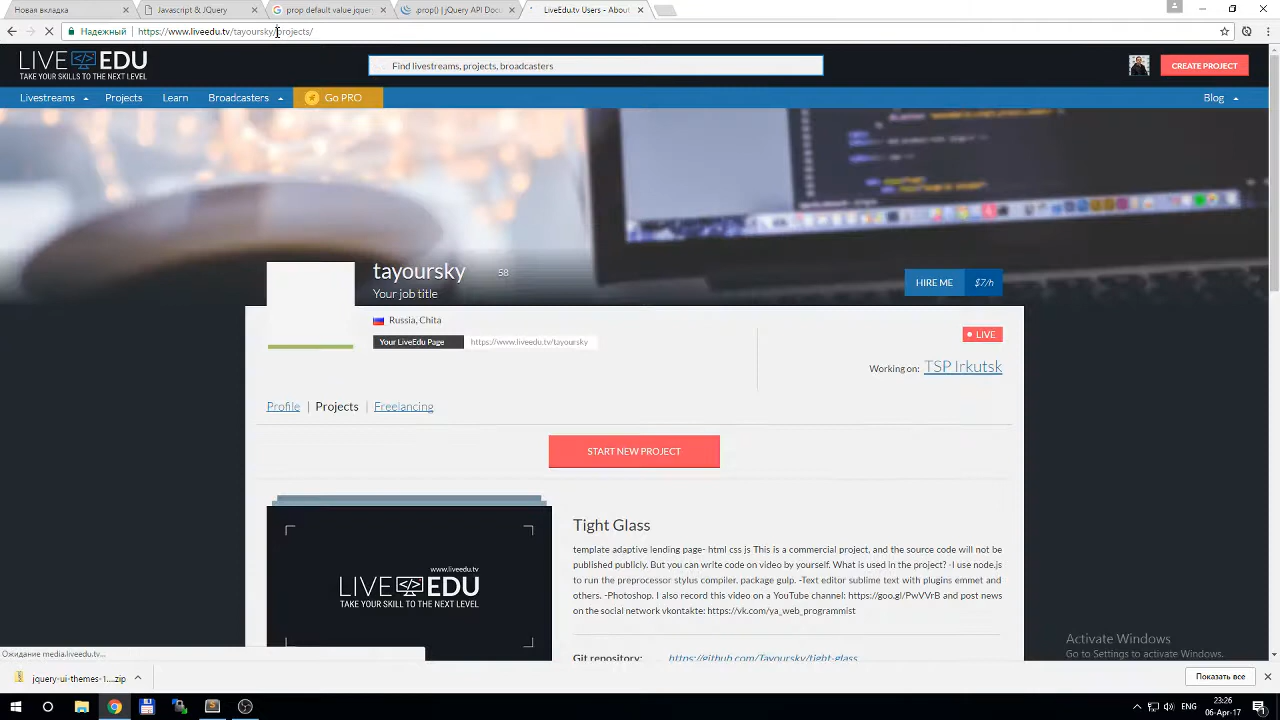 Новая вкладка
Javascript & JQuery
prop default value jquery
.prop() | jQuery API Docu
LiveEdu.tv Users - Abou
Надежный
https://www.liveedu.tv/tayoursky/projects/
LIVE EDU
TAKE YOUR SKILLS TO THE NEXT LEVEL
Find livestreams, projects, broadcasters
CREATE PROJECT
Livestreams
Projects
Learn
Broadcasters
Go PRO
Blog
tayoursky
58
Your job title
HIRE ME
$7/h
Russia, Chita
Your LiveEdu Page
https://www.liveedu.tv/tayoursky
LIVE
Working on: TSP Irkutsk
Profile | Projects | Freelancing
START NEW PROJECT
www.liveedu.tv
LIVE EDU
TAKE YOUR SKILL TO THE NEXT LEVEL
Tight Glass
template adaptive lending page- html css js This is a commercial project, and the source code will not be
published publicly. But you can write code on video by yourself. What is used in the project? -I use node.js
to run the preprocessor stylus compiler, package gulp. -Text editor sublime text with plugins emmet and
others. -Photoshop. I also record this video on a YouTube channel: https://goo.gl/PwVVrB and post news
on the social network vkontakte: https://vk.com/ya_web_programmist
Git repository: https://github.com/Tayoursky/tight-glass
Activate Windows
Go to Settings to activate Windows.
Ожидание media.liveedu.tv...
jquery-ui-themes-1....zip
Показать все
ENG
23:26
06-Apr-17